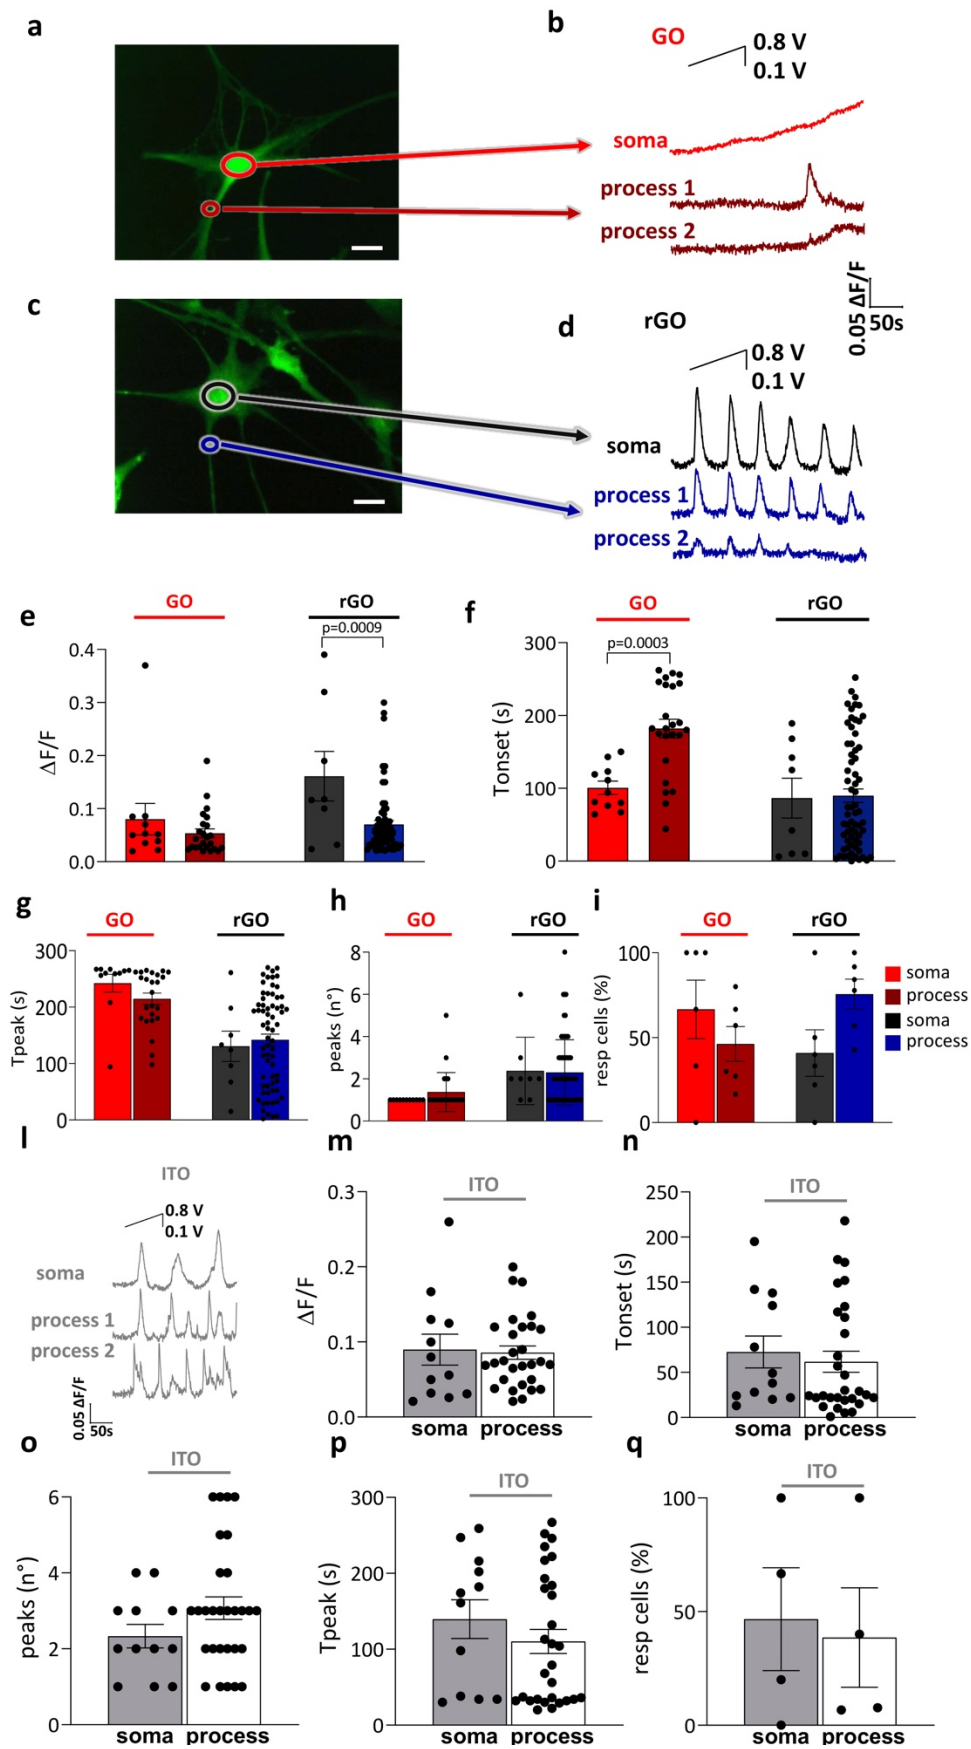 a
b
GO
0.8 V
0.1 V
soma
process 1
process 2
0.05 ΔF/F
50s
c
d
rGO
0.8 V
0.1 V
soma
process 1
process 2
e
GO
rGO
p=0.0009
0.4
0.3
0.2
0.1
0.0
ΔF/F
f
GO
rGO
p=0.0003
300
200
100
0
Tonset (s)
g
GO
rGO
300
200
100
0
Tpeak (s)
h
GO
rGO
8
6
4
2
0
peaks (n°)
i
GO
rGO
100
50
0
resp cells (%)
soma
process
soma
process
l
ITO
0.8 V
0.1 V
soma
process 1
process 2
0.05 ΔF/F
50s
m
ITO
0.3
0.2
0.1
0.0
ΔF/F
soma process
n
ITO
250
200
150
100
50
0
Tonset (s)
soma process
o
ITO
6
4
2
0
peaks (n°)
soma process
p
ITO
300
200
100
0
Tpeak (s)
soma process
q
ITO
100
50
0
resp cells (%)
soma process